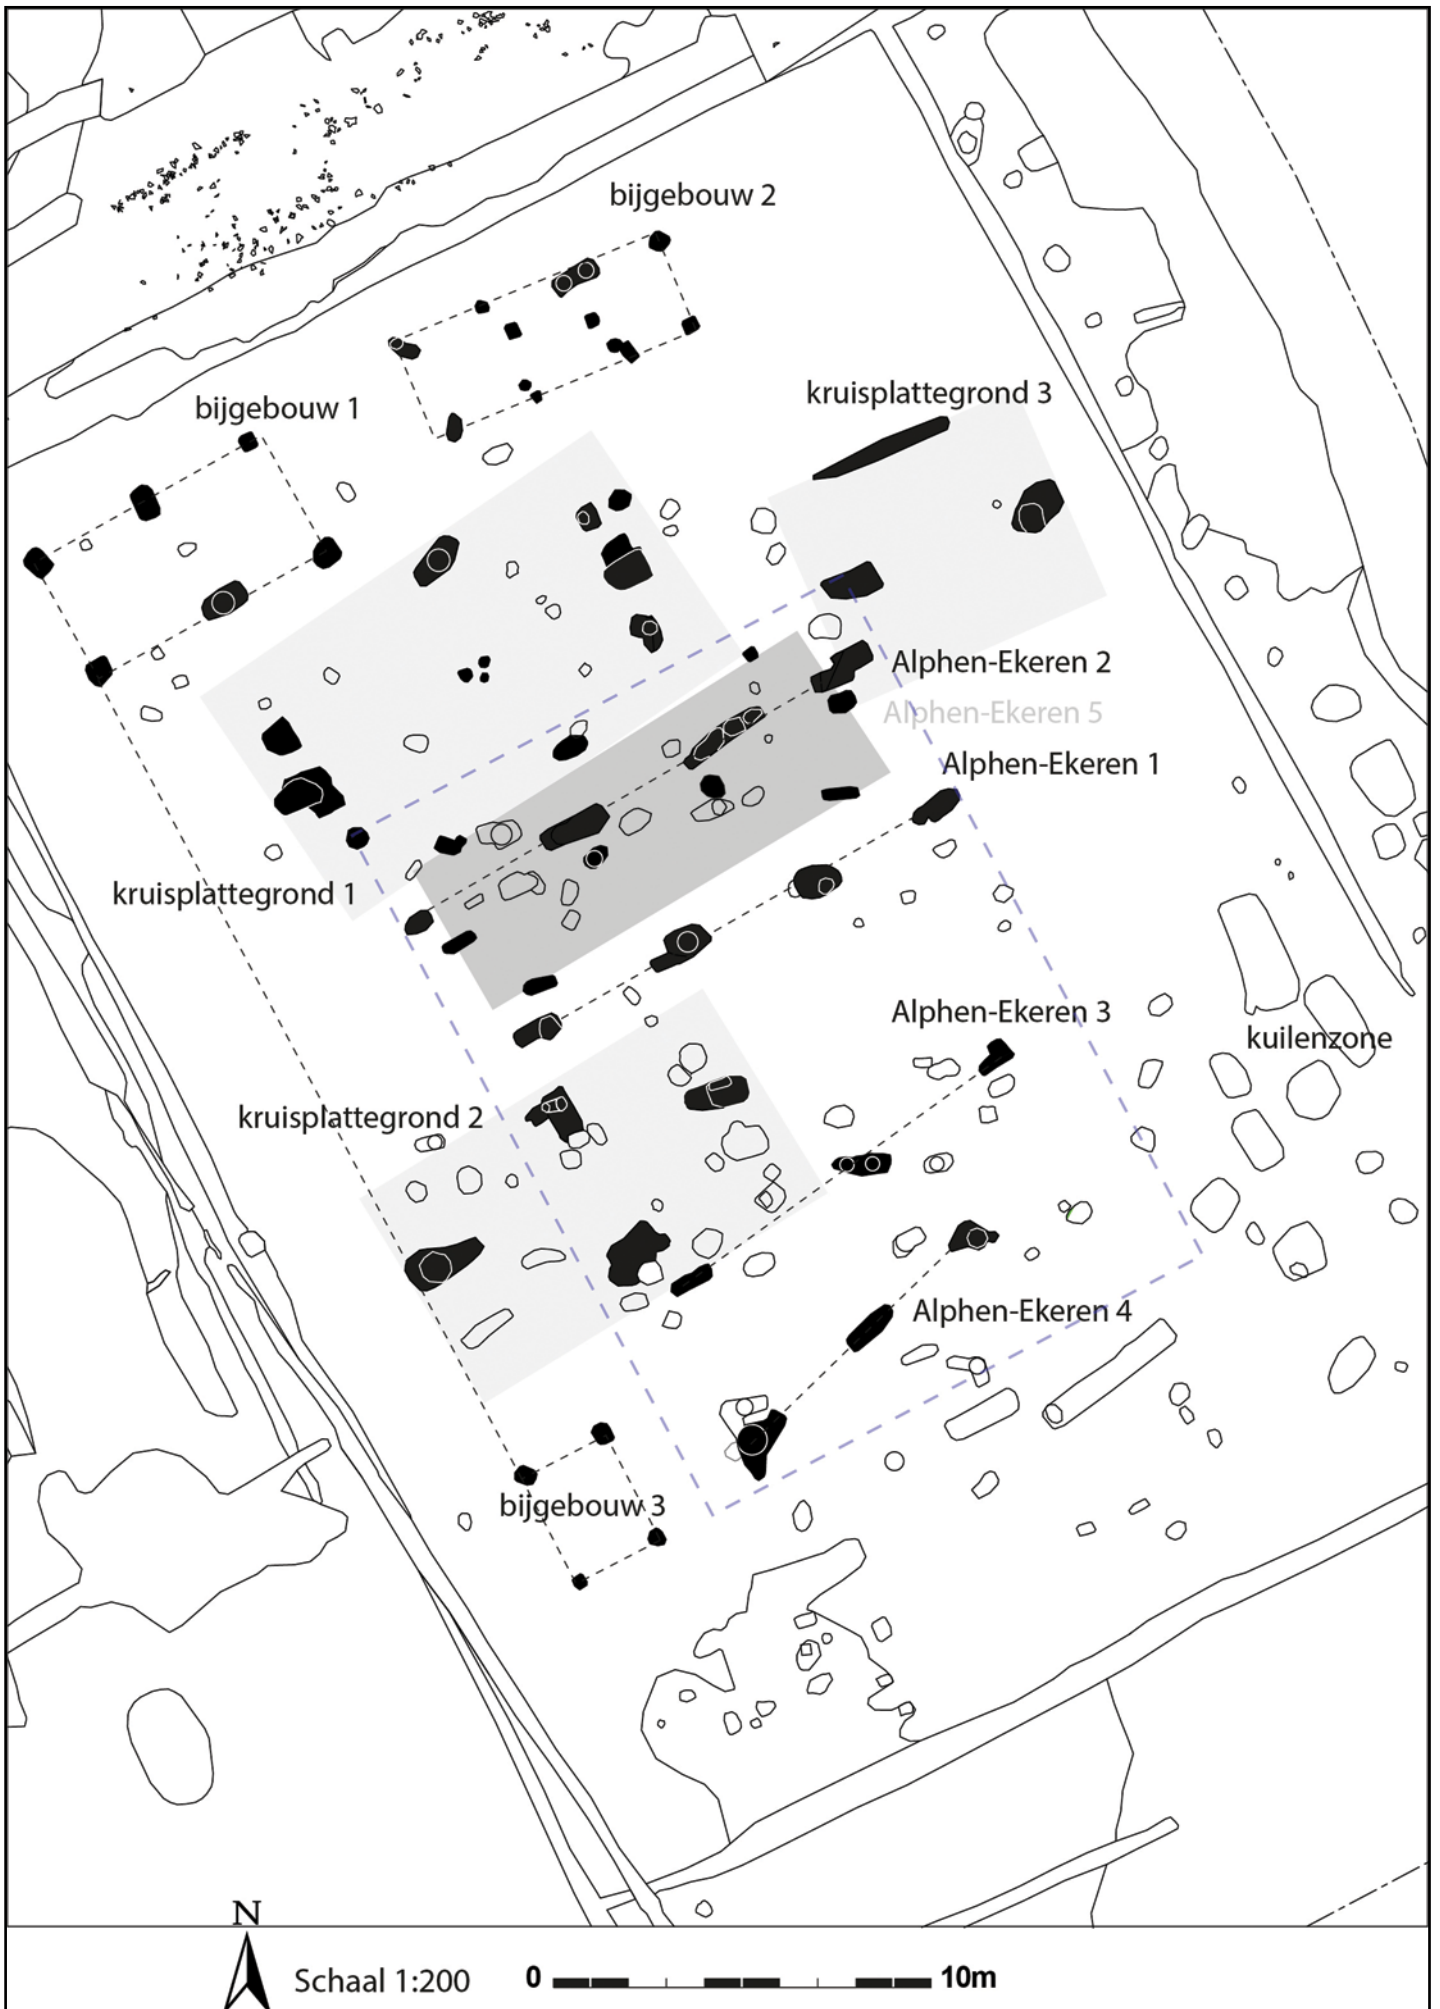 bijgebouw 2
kruisplattegrond 3
bijgebouw 1
Alphen-Ekeren 2
Alphen-Ekeren 5
Alphen-Ekeren 1
kruisplattegrond 1
Alphen-Ekeren 3
kuilenzone
kruisplattegrond 2
Alphen-Ekeren 4
bijgebouw 3
N
Schaal 1:200
0
10m